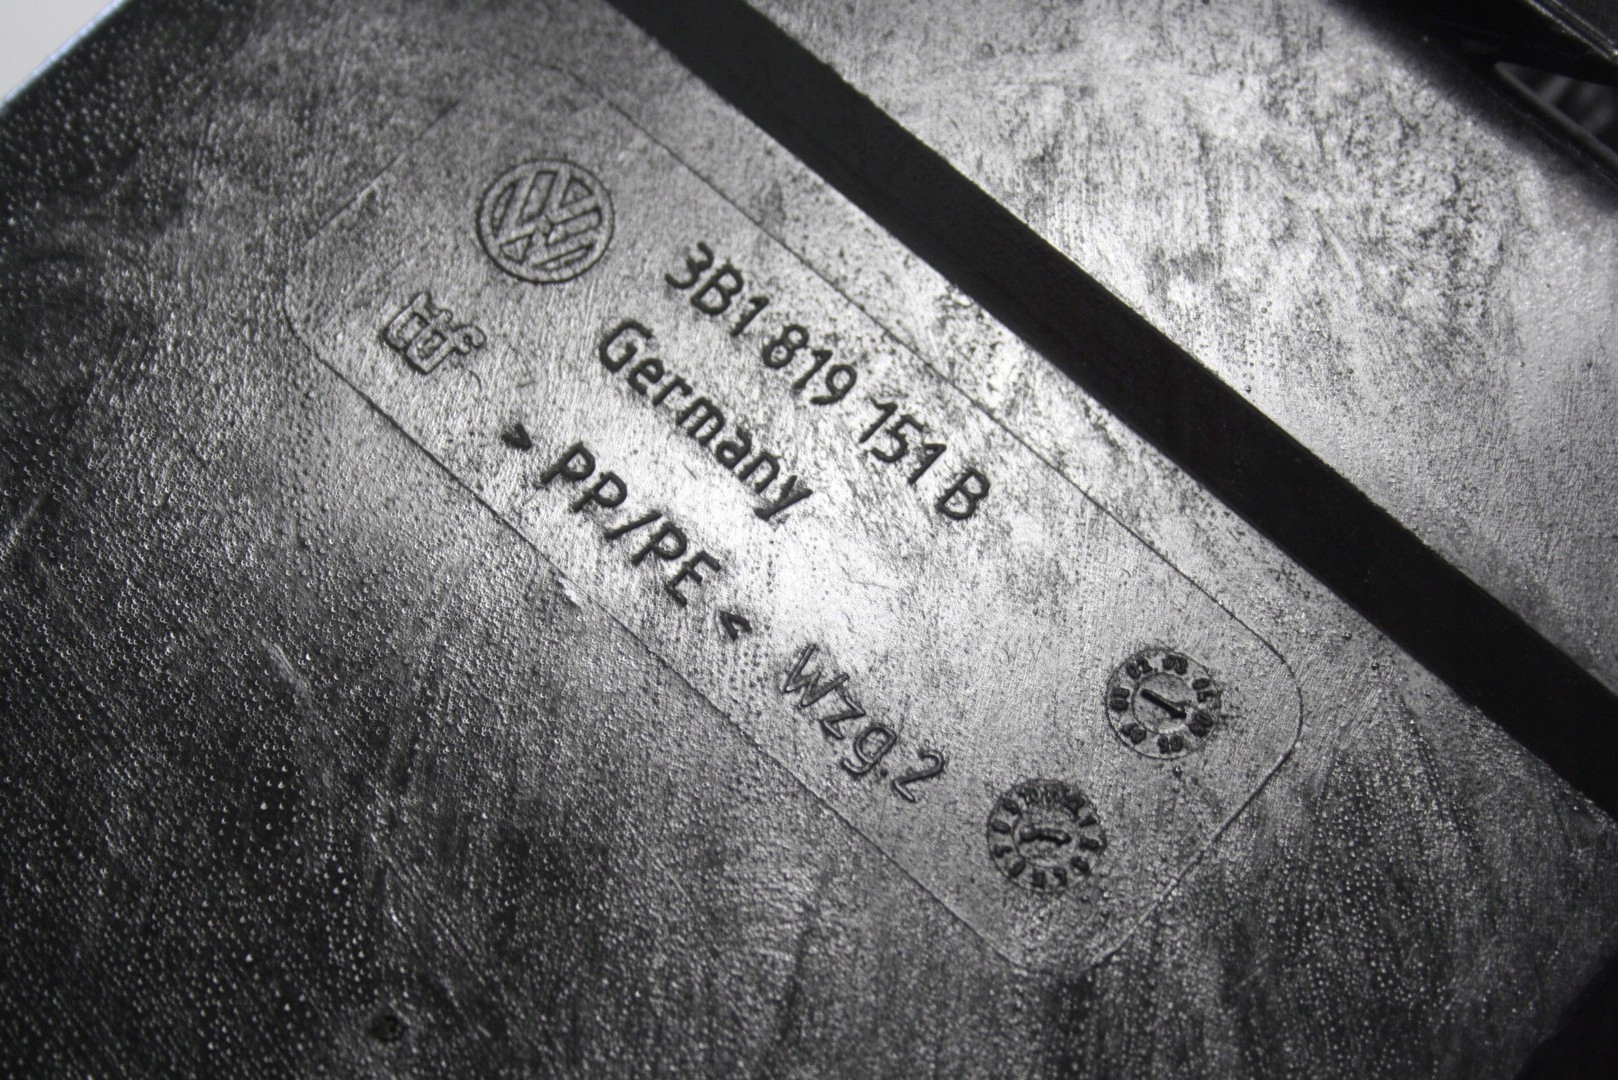 3B1 819 151 B
Germany
> PP/PE < Wzg.2